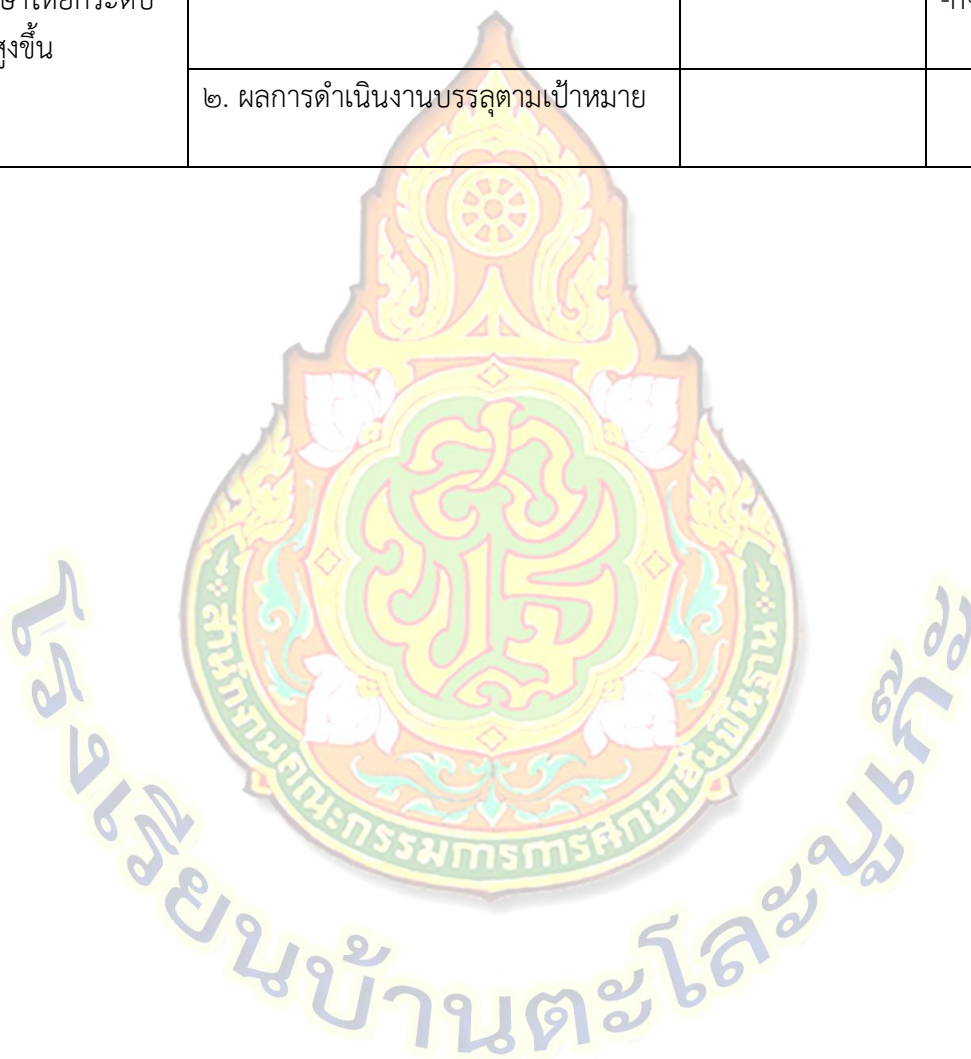 สูงขึ้น
๒. ผลการดำเนินงานบรรลุตามเป้าหมาย
สำนักงานคณะกรรมการการศึกษาขั้นพื้นฐาน
โรงเรียนบ้านตะโละปูเก๊ะ